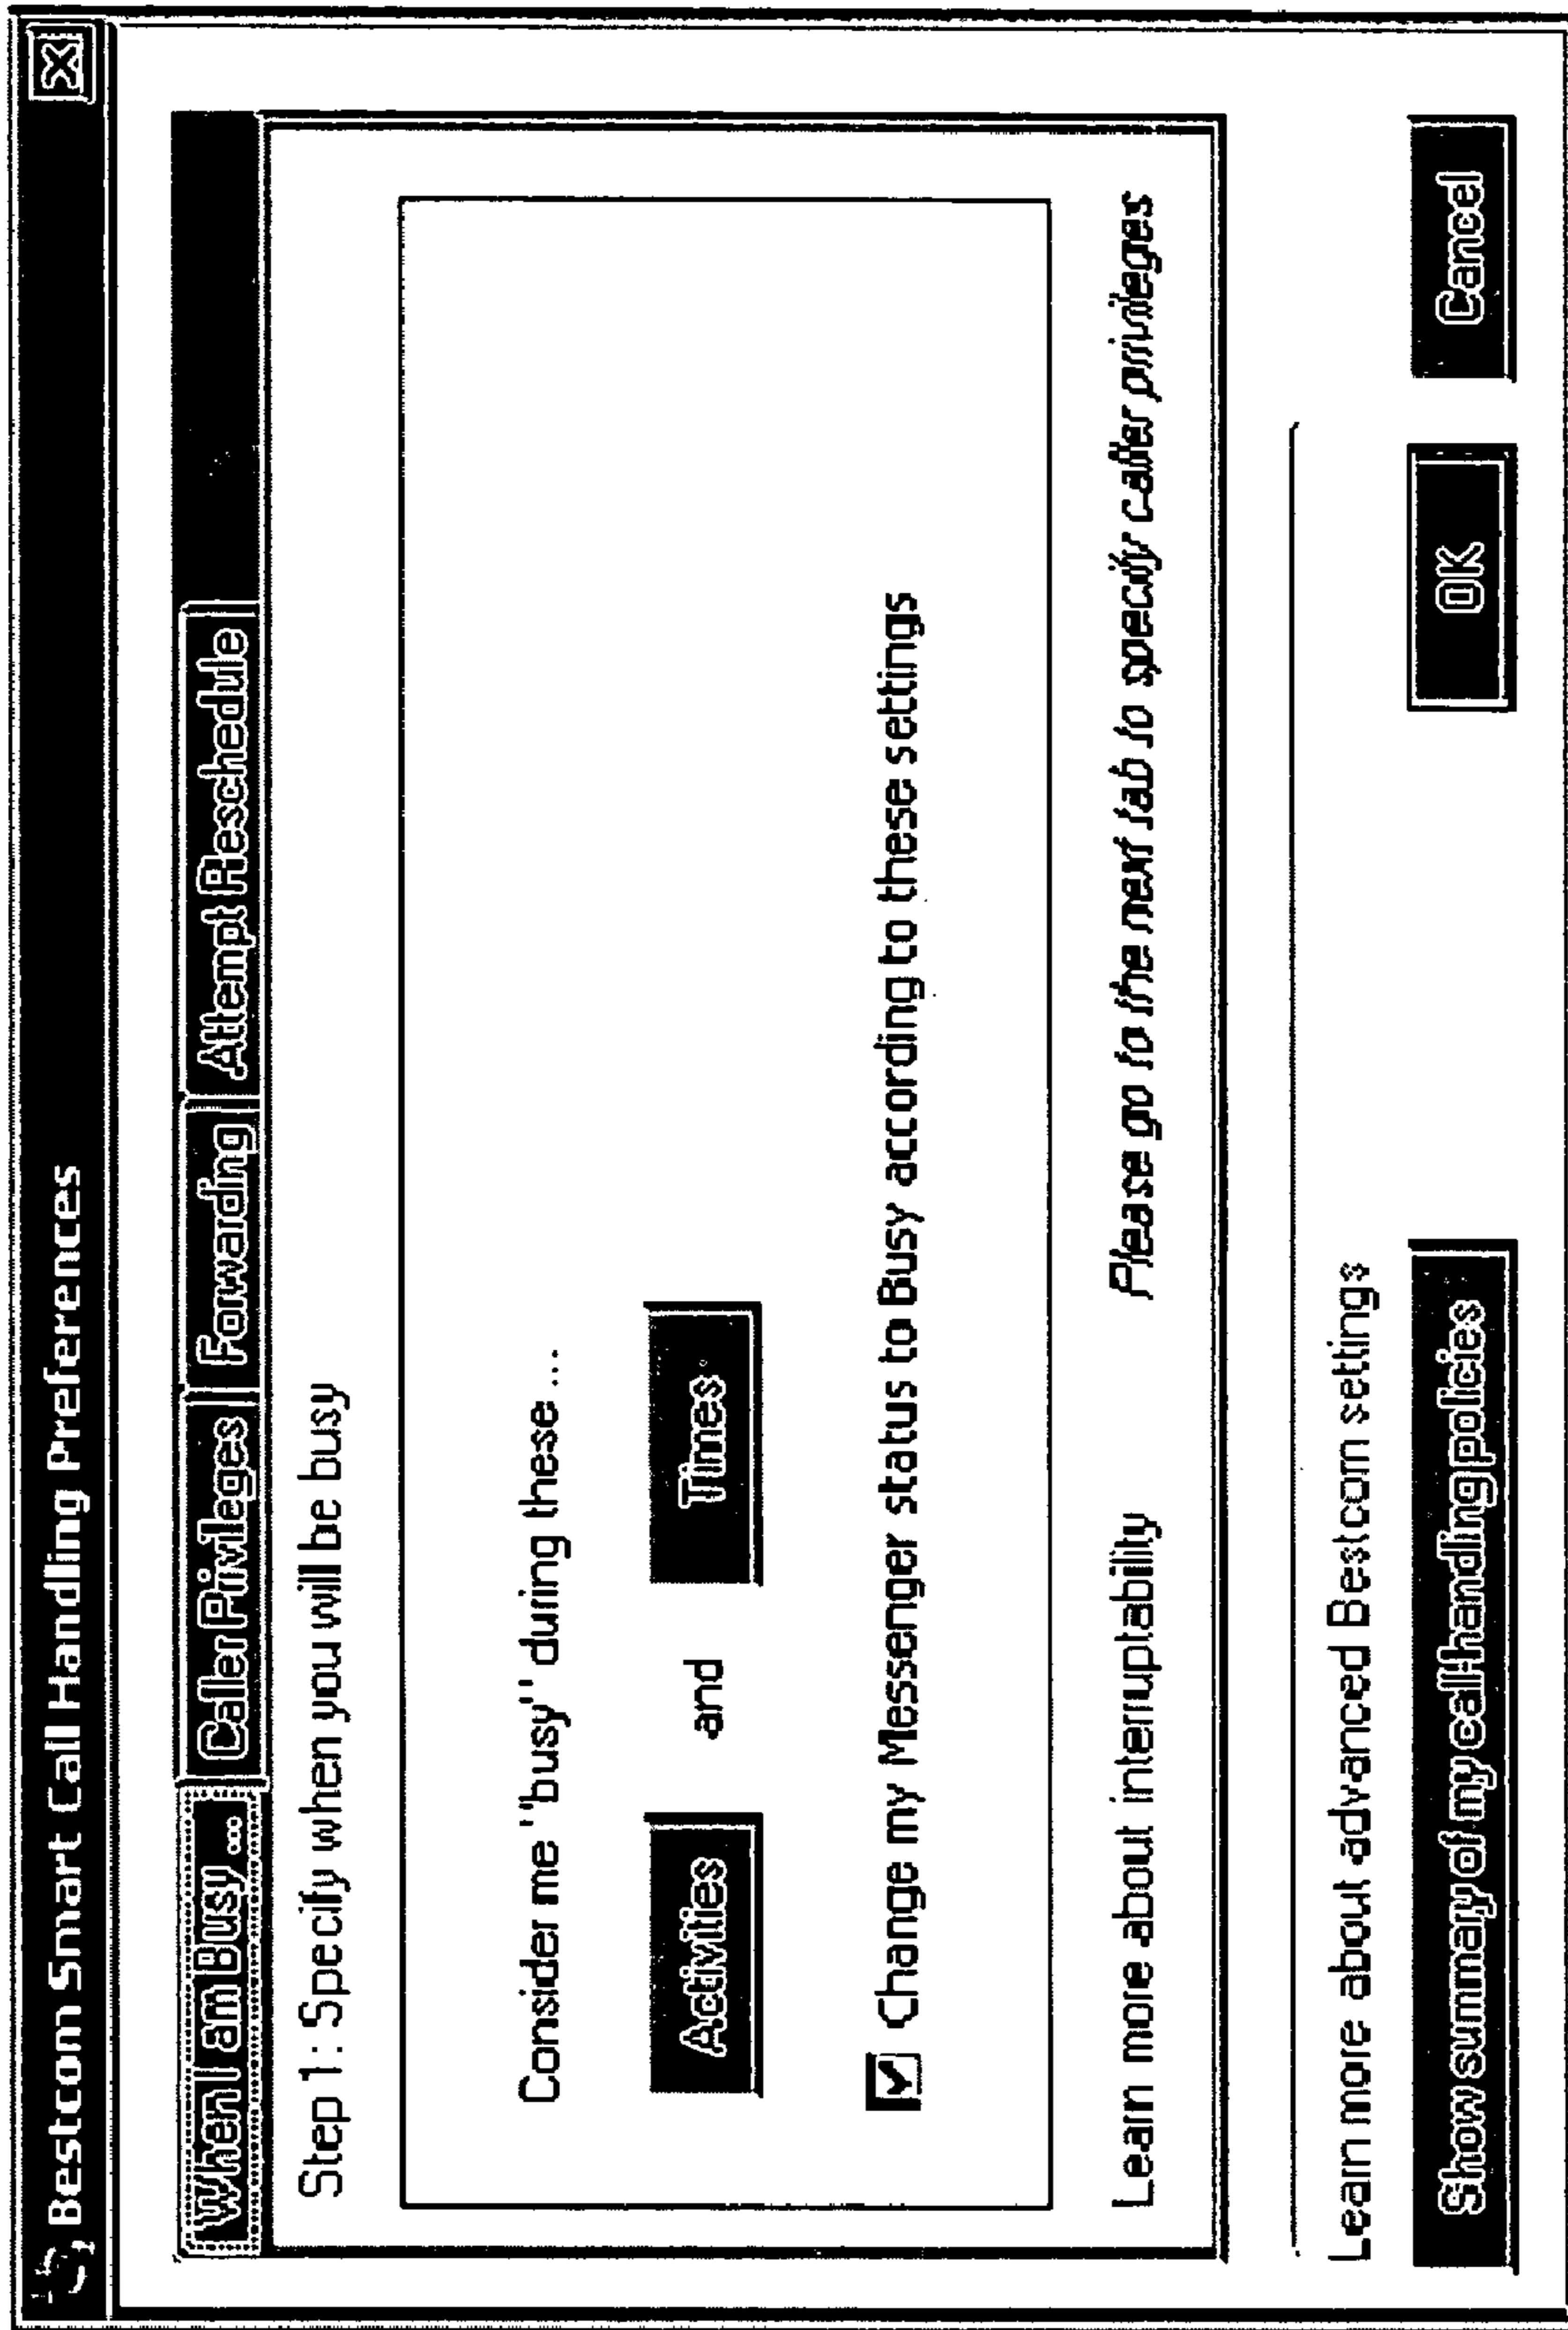 Bestcom Smart Call Handling Preferences
When I am Busy ... Caller Privileges Forwarding Attempt Reschedule
Step 1: Specify when you will be busy
Consider me "busy" during these ...
Activities and Times
Change my Messenger status to Busy according to these settings
Learn more about interruptability Please go to the next tab to specify caller privileges
Learn more about advanced Bestcom settings
Show summary of my call-handling policies OK Cancel